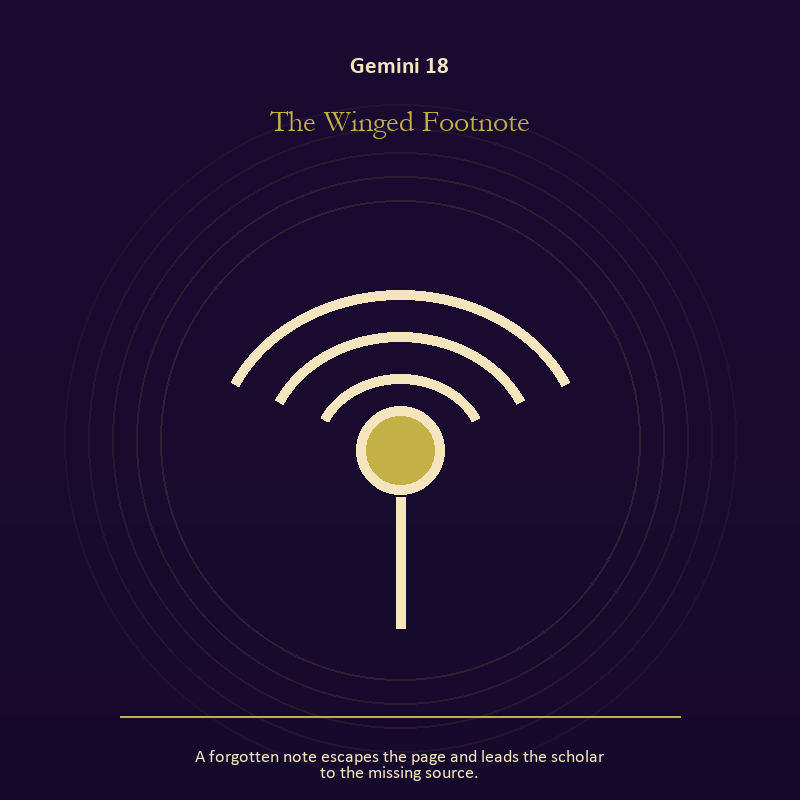 Gemini 18
The Winged Footnote
A forgotten note escapes the page and leads the scholar
to the missing source.